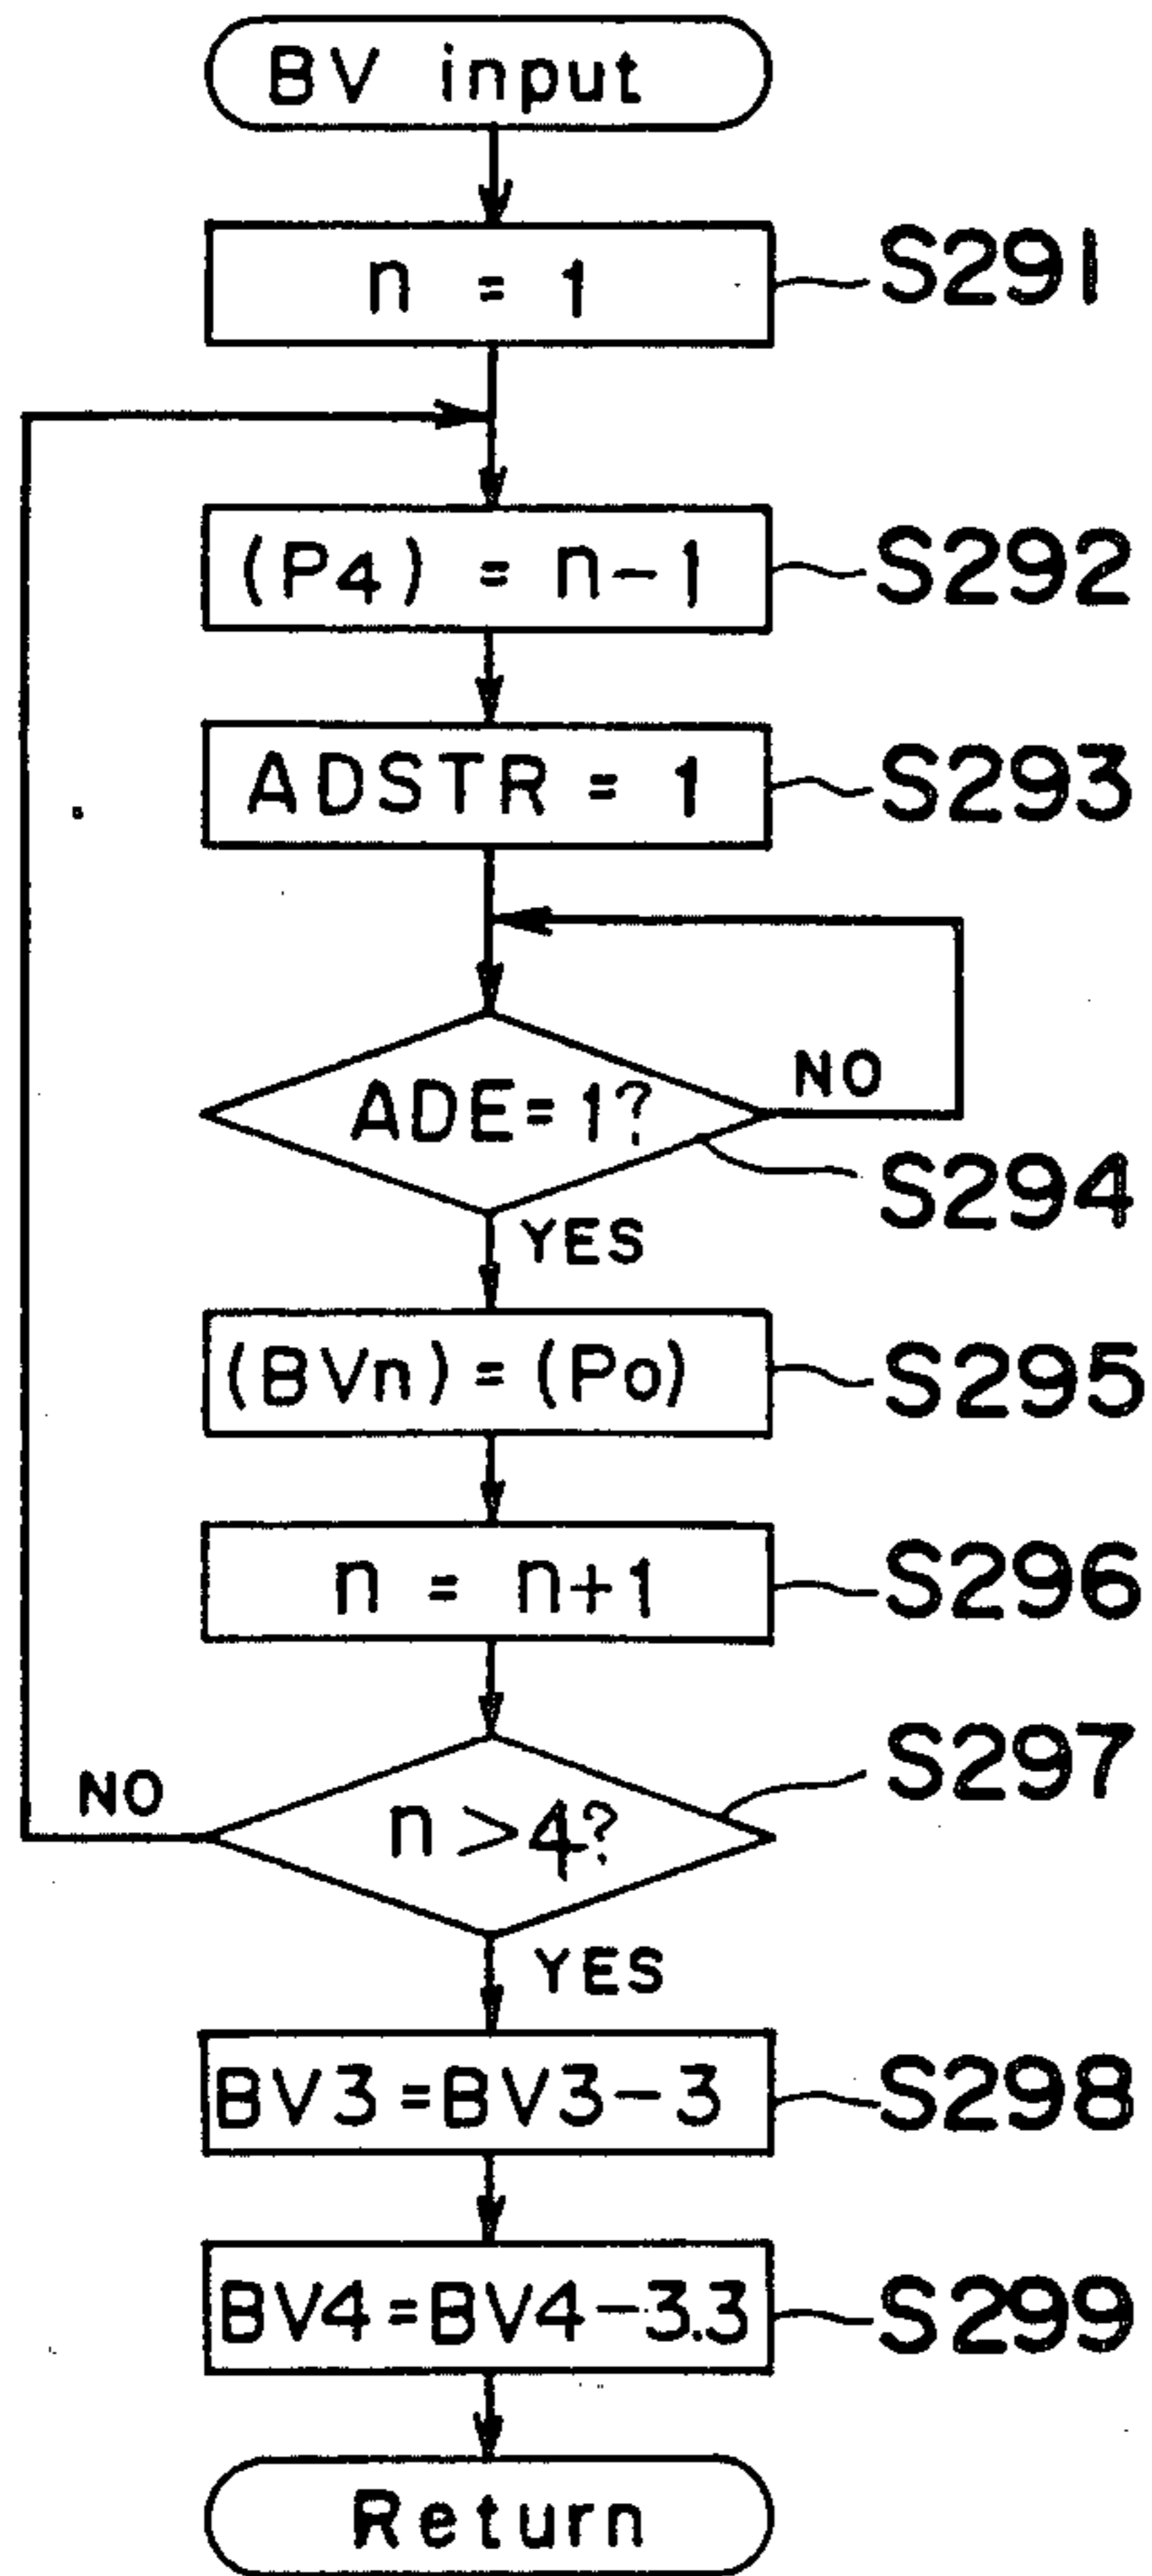 BV input
n = 1
S291
(P4) = n-1
S292
ADSTR = 1
S293
ADE=1?
NO
S294
YES
(BVn)=(Po)
S295
n = n+1
S296
S297
NO
n>4?
YES
BV3=BV3-3
S298
BV4=BV4-3.3
S299
Return